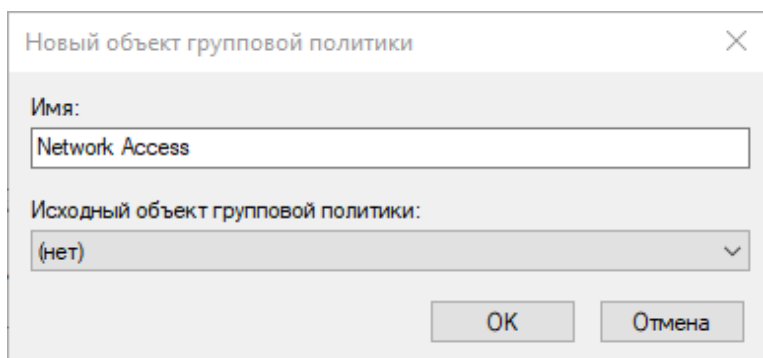 Новый объект групповой политики
Имя:
Network Access
Исходный объект групповой политики:
(нет)
OK
Отмена